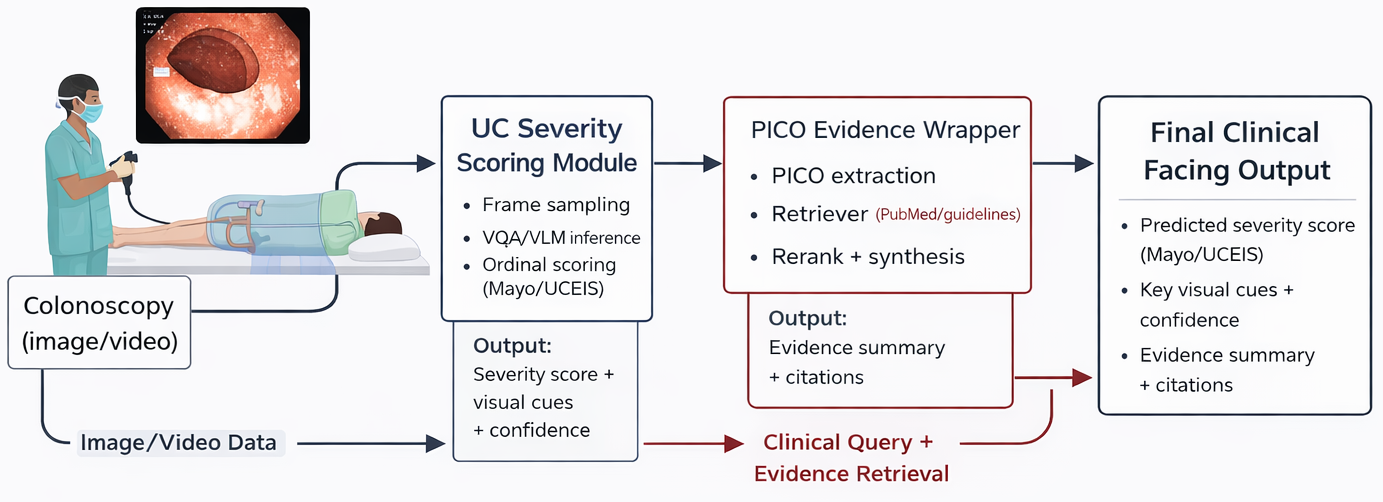 Colonoscopy
(image/video)
Image/Video Data
UC Severity
Scoring Module
• Frame sampling
• VQA/VLM inference
• Ordinal scoring
(Mayo/UCEIS)
Output:
Severity score +
visual cues
+ confidence
PICO Evidence Wrapper
• PICO extraction
• Retriever (PubMed/guidelines)
• Rerank + synthesis
Output:
Evidence summary
+ citations
Clinical Query +
Evidence Retrieval
Final Clinical
Facing Output
• Predicted severity score
(Mayo/UCEIS)
• Key visual cues +
confidence
• Evidence summary
+ citations